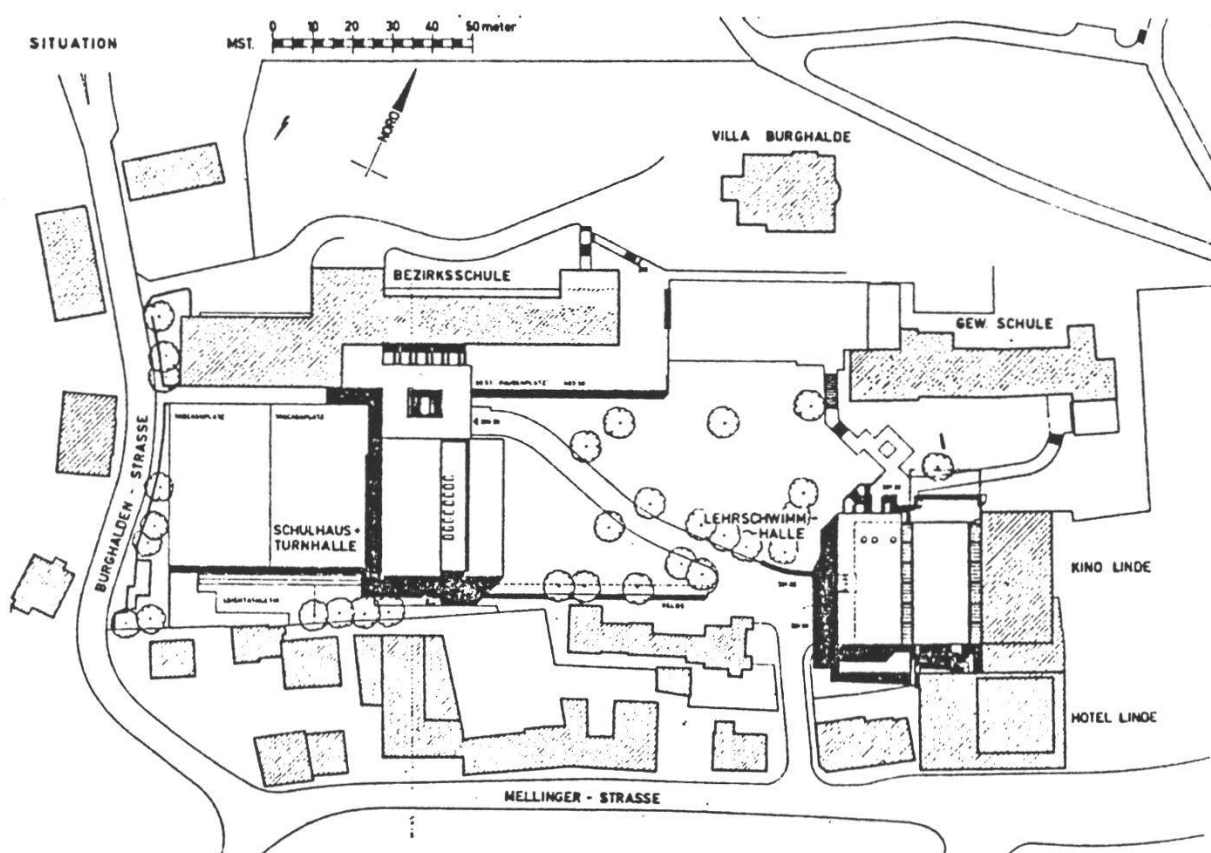 SITUATION
MST.
0 10 20 30 40 50 meter
NORD
VILLA BURGHALDE
BEZIRKSSCHULE
GEW. SCHULE
BURGHALDEN - STRASSE
SCHULHAUS +
TURNHALLE
LEHRSCHWIMM-
HALLE
KINO LINDE
VELOS
HOTEL LINDE
MELLINGER - STRASSE